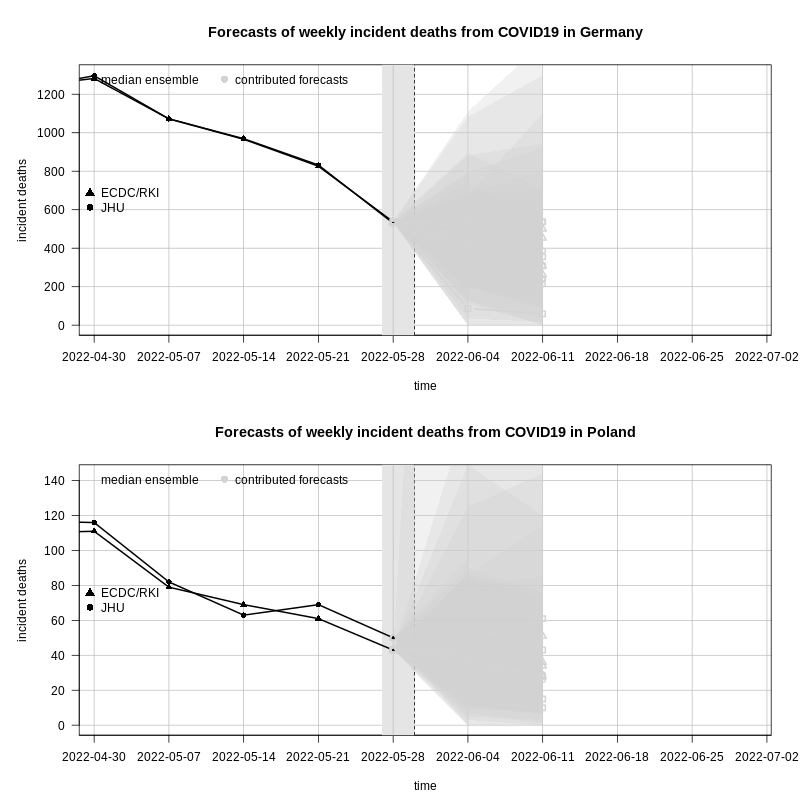 Forecasts of weekly incident deaths from COVID19 in Germany
median ensemble contributed forecasts
1200
1000
800
600
400
200
0
ECDC/RKI
JHU
incident deaths
2022-04-30 2022-05-07 2022-05-14 2022-05-21 2022-05-28 2022-06-04 2022-06-11 2022-06-18 2022-06-25 2022-07-02
time
Forecasts of weekly incident deaths from COVID19 in Poland
median ensemble contributed forecasts
140
120
100
80
60
40
20
0
ECDC/RKI
JHU
incident deaths
2022-04-30 2022-05-07 2022-05-14 2022-05-21 2022-05-28 2022-06-04 2022-06-11 2022-06-18 2022-06-25 2022-07-02
time